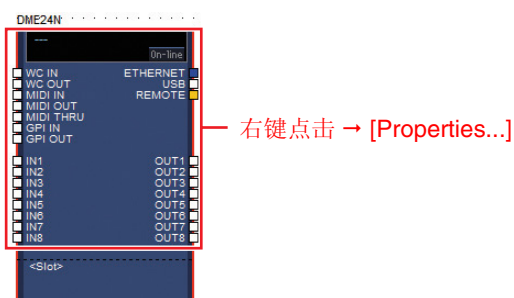 DME24N
---
On-line
WC IN ETHERNET
WC OUT USB
MIDI IN REMOTE
MIDI OUT
MIDI THRU
GPI IN
GPI OUT
右键点击 → [Properties...]
IN1 OUT1
IN2 OUT2
IN3 OUT3
IN4 OUT4
IN5 OUT5
IN6 OUT6
IN7 OUT7
IN8 OUT8
<Slot>